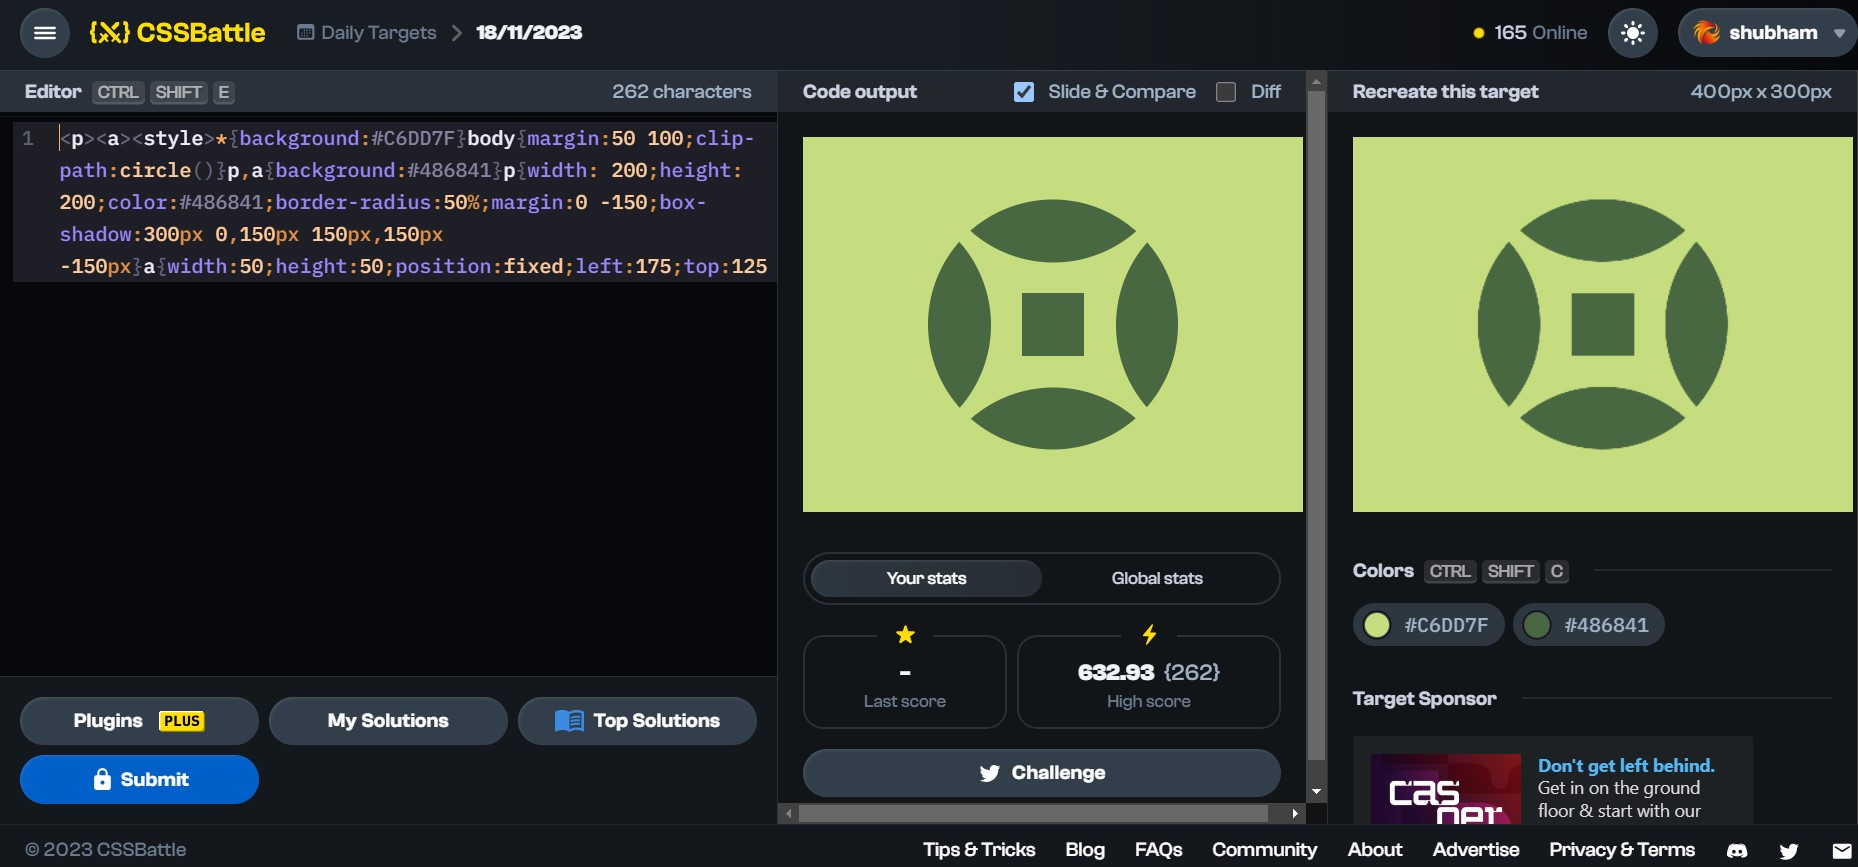 CSSBattle
Daily Targets
18/11/2023
165 Online
shubham
Editor CTRL SHIFT E
262 characters
1
<p><a><style>*{background:#C6DD7F}body{margin:50 100;clip-
path:circle()}p,a{background:#486841}p{width: 200;height:
200;color:#486841;border-radius:50%;margin:0 -150;box-
shadow:300px 0,150px 150px,150px
-150px}a{width:50;height:50;position:fixed;left:175;top:125
Plugins PLUS
My Solutions
Top Solutions
Submit
Code output
Slide & Compare
Diff
Your stats
Global stats
-
Last score
632.93 {262}
High score
Challenge
Recreate this target
400px x 300px
Colors CTRL SHIFT C
#C6DD7F
#486841
Target Sponsor
cas
per
Don't get left behind.
Get in on the ground
floor & start with our
© 2023 CSSBattle
Tips & Tricks
Blog
FAQs
Community
About
Advertise
Privacy & Terms